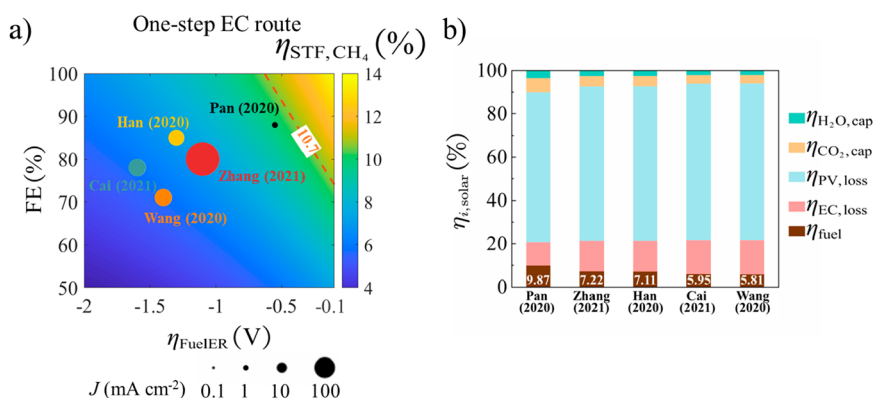 a)
One-step EC route
η_STF,CH₄ (%)
FE (%)
100
90
80
70
60
50
-2
-1.5
-1
-0.5
-0.1
Pan (2020)
Han (2020)
Zhang (2021)
Cai (2021)
Wang (2020)
10.7
14
12
10
8
6
4
η_FuelER (V)
J (mA cm⁻²)
0.1
1
10
100
b)
η_i,solar (%)
100
80
60
40
20
0
9.87
7.22
7.11
5.95
5.81
Pan
(2020)
Zhang
(2021)
Han
(2020)
Cai
(2021)
Wang
(2020)
η_H₂O,cap
η_CO₂,cap
η_PV,loss
η_EC,loss
η_fuel